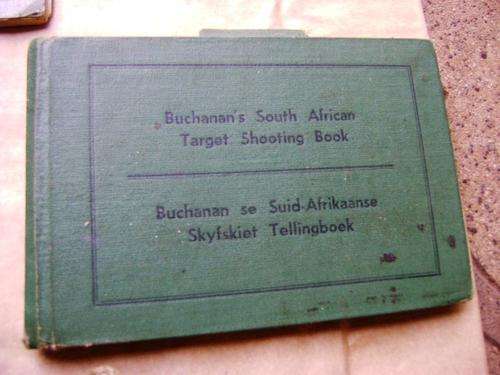 Buchanan's South African
Target Shooting Book
Buchanan se Suid-Afrikaanse
Skyfskiet Tellingboek